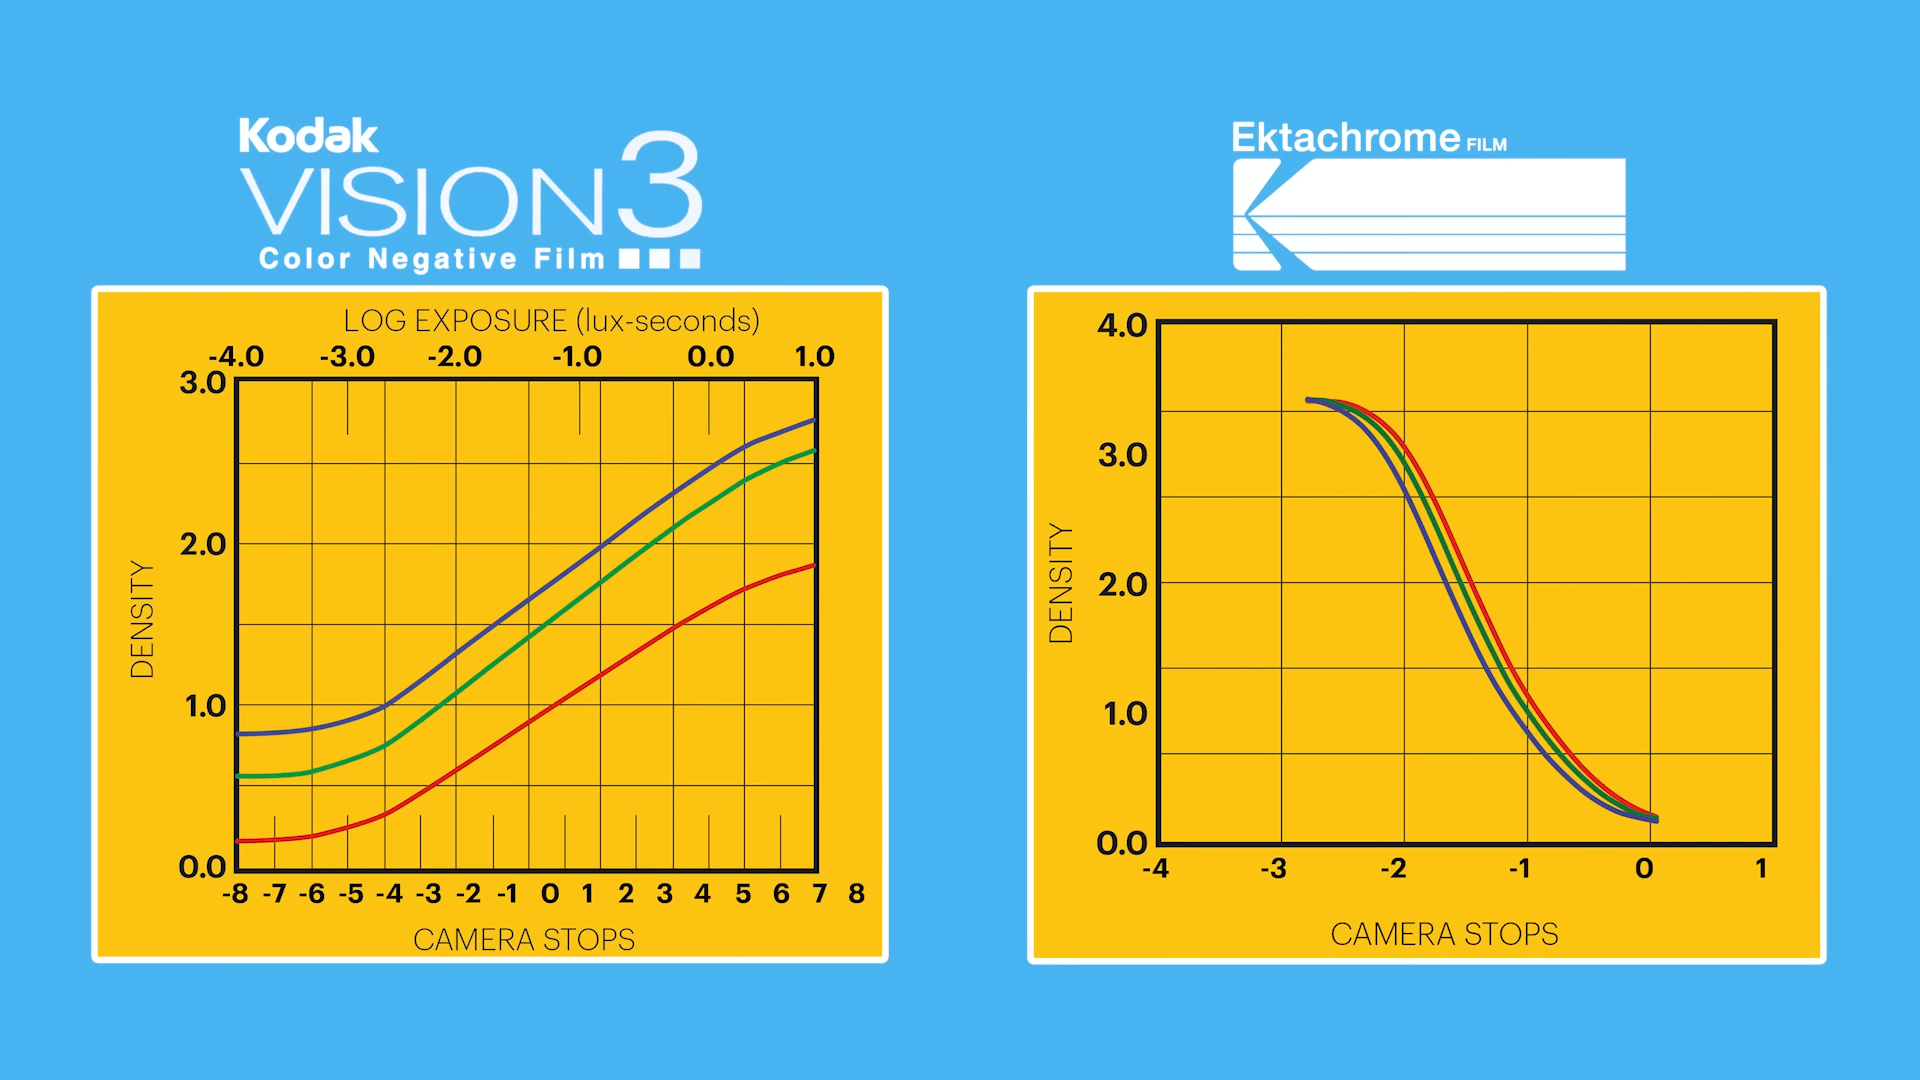 Kodak
VISION3
Color Negative Film
LOG EXPOSURE (lux-seconds)
-4.0 -3.0 -2.0 -1.0 0.0 1.0
3.0
2.0
1.0
0.0
DENSITY
-8 -7 -6 -5 -4 -3 -2 -1 0 1 2 3 4 5 6 7 8
CAMERA STOPS
Ektachrome FILM
4.0
3.0
2.0
1.0
0.0
DENSITY
-4 -3 -2 -1 0 1
CAMERA STOPS